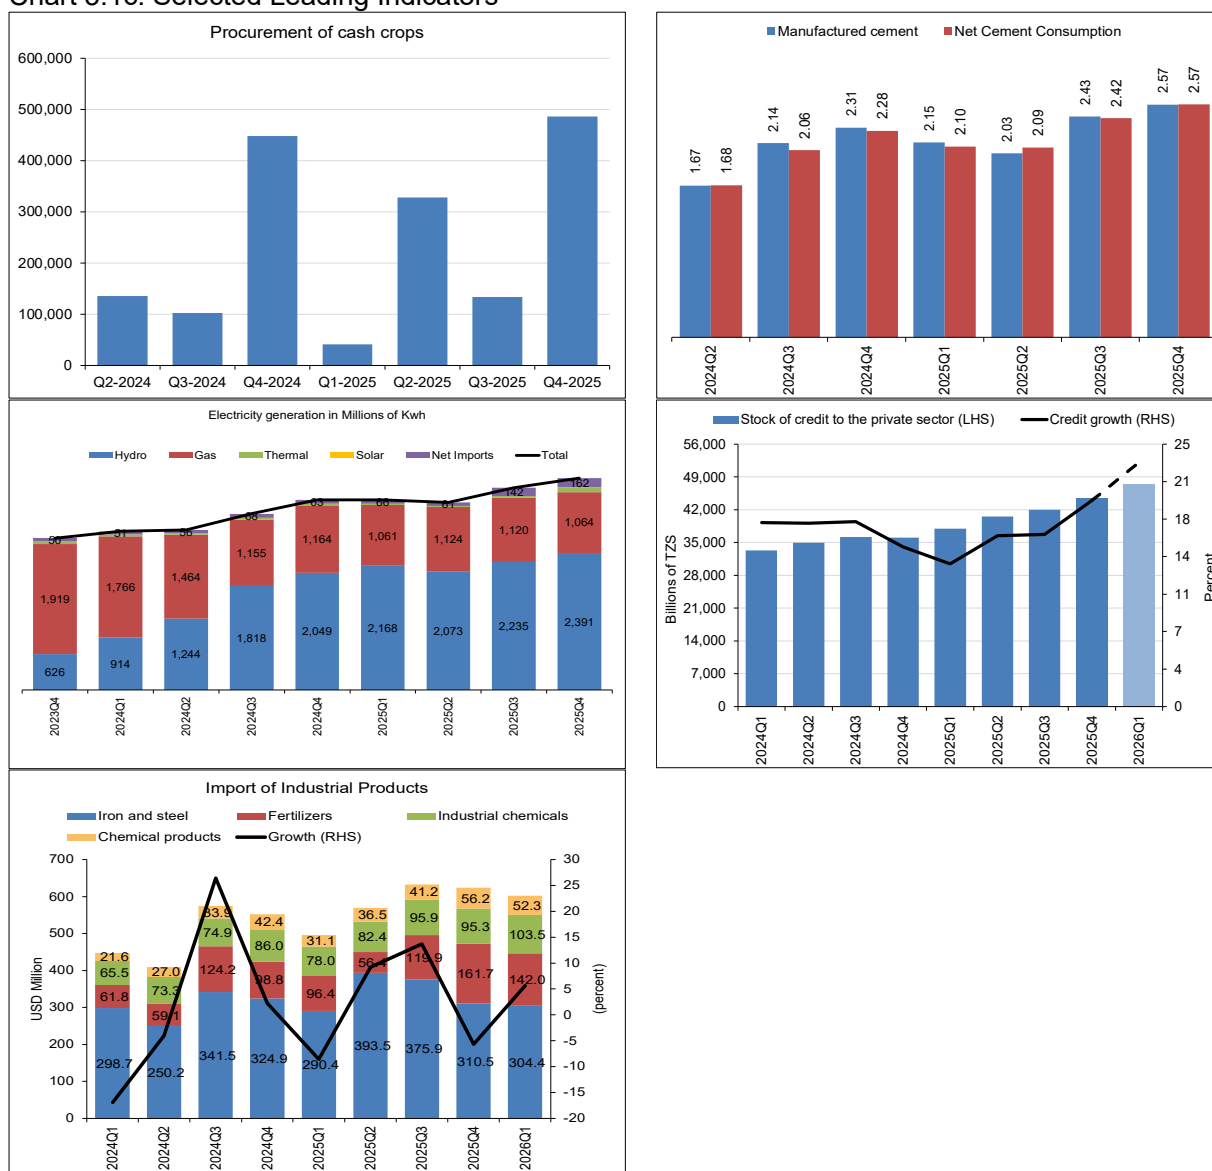 Chart 3.1c: Selected Leading Indicators
Procurement of cash crops
600,000
500,000
400,000
300,000
200,000
100,000
0
Q2-2024 Q3-2024 Q4-2024 Q1-2025 Q2-2025 Q3-2025 Q4-2025
Manufactured cement Net Cement Consumption
1.67 1.68 2.14 2.06 2.31 2.28 2.15 2.10 2.03 2.09 2.43 2.42 2.57 2.57
2024Q2 2024Q3 2024Q4 2025Q1 2025Q2 2025Q3 2025Q4
Electricity generation in Millions of Kwh
Hydro Gas Thermal Solar Net Imports Total
50 51 56 68 63 66 61 142 162
1,919 1,766 1,464 1,155 1,164 1,061 1,124 1,120 1,064
626 914 1,244 1,818 2,049 2,168 2,073 2,235 2,391
2023Q4 2024Q1 2024Q2 2024Q3 2024Q4 2025Q1 2025Q2 2025Q3 2025Q4
Stock of credit to the private sector (LHS) Credit growth (RHS)
56,000 25
49,000 21
42,000 18
35,000 14
28,000 11
21,000 7
14,000 4
7,000 0
0
Billions of TZS
Percent
2024Q1 2024Q2 2024Q3 2024Q4 2025Q1 2025Q2 2025Q3 2025Q4 2026Q1
Import of Industrial Products
Iron and steel Fertilizers Industrial chemicals
Chemical products Growth (RHS)
700 30
600 25
500 20
400 15
300 10
200 5
100 0
0 -5
-10
-15
-20
USD Million
(percent)
21.6 27.0 33.9 42.4 31.1 36.5 41.2 56.2 52.3
65.5 73.3 74.9 86.0 78.0 82.4 95.9 95.3 103.5
61.8 59.1 124.2 98.8 96.4 56.4 119.9 161.7 142.0
298.7 250.2 341.5 324.9 290.4 393.5 375.9 310.5 304.4
2024Q1 2024Q2 2024Q3 2024Q4 2025Q1 2025Q2 2025Q3 2025Q4 2026Q1